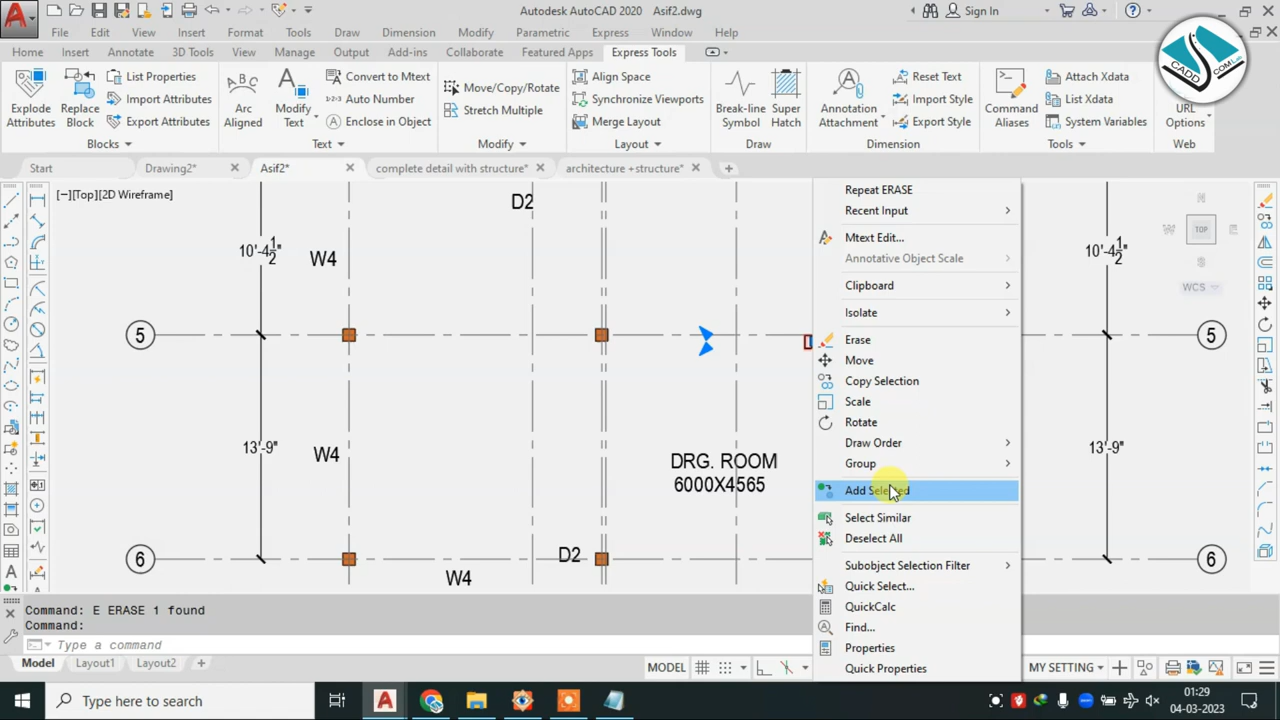 Autodesk AutoCAD 2020 Asif2.dwg
Sign In
File Edit View Insert Format Tools Draw Dimension Modify Parametric Express Window Help
Home Insert Annotate 3D Tools View Manage Output Add-ins Collaborate Featured Apps Express Tools
Explode Attributes
Replace Block
List Properties
Import Attributes
Export Attributes
Arc Aligned
Modify Text
Convert to Mtext
Auto Number
Enclose in Object
Move/Copy/Rotate
Stretch Multiple
Align Space
Synchronize Viewports
Merge Layout
Break-line Symbol
Super Hatch
Annotation Attachment
Reset Text
Import Style
Export Style
Command Aliases
Attach Xdata
List Xdata
System Variables
URL Options
CADD
.COM
Blocks Text Modify Layout Draw Dimension Tools Web
Start Drawing2* Asif2* complete detail with structure* architecture +structure*
[−][Top][2D Wireframe]
D2
N
W TOP E
S
WCS
10'-4 1/2"
W4
10'-4 1/2"
5
5
13'-9"
W4
13'-9"
DRG. ROOM
6000X4565
6
D2
6
W4
Repeat ERASE
Recent Input
Mtext Edit...
Annotative Object Scale
Clipboard
Isolate
Erase
Move
Copy Selection
Scale
Rotate
Draw Order
Group
Add Selected
Select Similar
Deselect All
Subobject Selection Filter
Quick Select...
QuickCalc
Find...
Properties
Quick Properties
Command: E ERASE 1 found
Command:
Type a command
Model Layout1 Layout2 +
MODEL
MY SETTING
Type here to search
01:29
04-03-2023